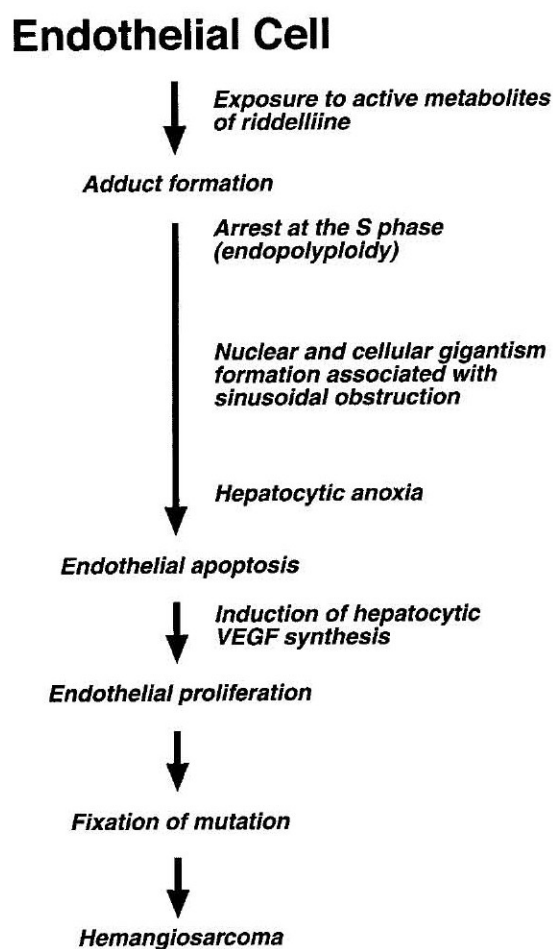 Endothelial Cell
Exposure to active metabolites
of riddelliine
Adduct formation
Arrest at the S phase
(endopolyploidy)
Nuclear and cellular gigantism
formation associated with
sinusoidal obstruction
Hepatocytic anoxia
Endothelial apoptosis
Induction of hepatocytic
VEGF synthesis
Endothelial proliferation
Fixation of mutation
Hemangiosarcoma